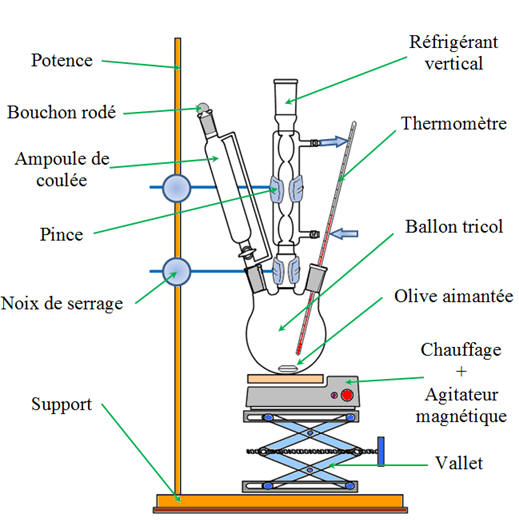 Potence
Bouchon rodé
Ampoule de
coulée
Pince
Noix de serrage
Support
Réfrigérant
vertical
Thermomètre
Ballon tricol
Olive aimantée
Chauffage
+
Agitateur
magnétique
Vallet